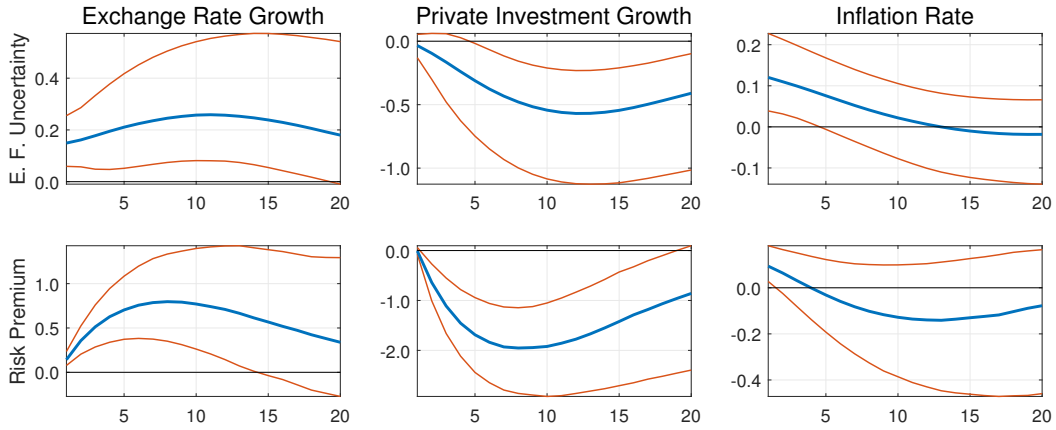 Exchange Rate Growth
Private Investment Growth
Inflation Rate
E. F. Uncertainty
0.4
0.2
0.0
5 10 15 20
0.0
-0.5
-1.0
5 10 15 20
0.2
0.1
0.0
-0.1
5 10 15 20
Risk Premium
1.0
0.5
0.0
5 10 15 20
0.0
-1.0
-2.0
5 10 15 20
0.0
-0.2
-0.4
5 10 15 20